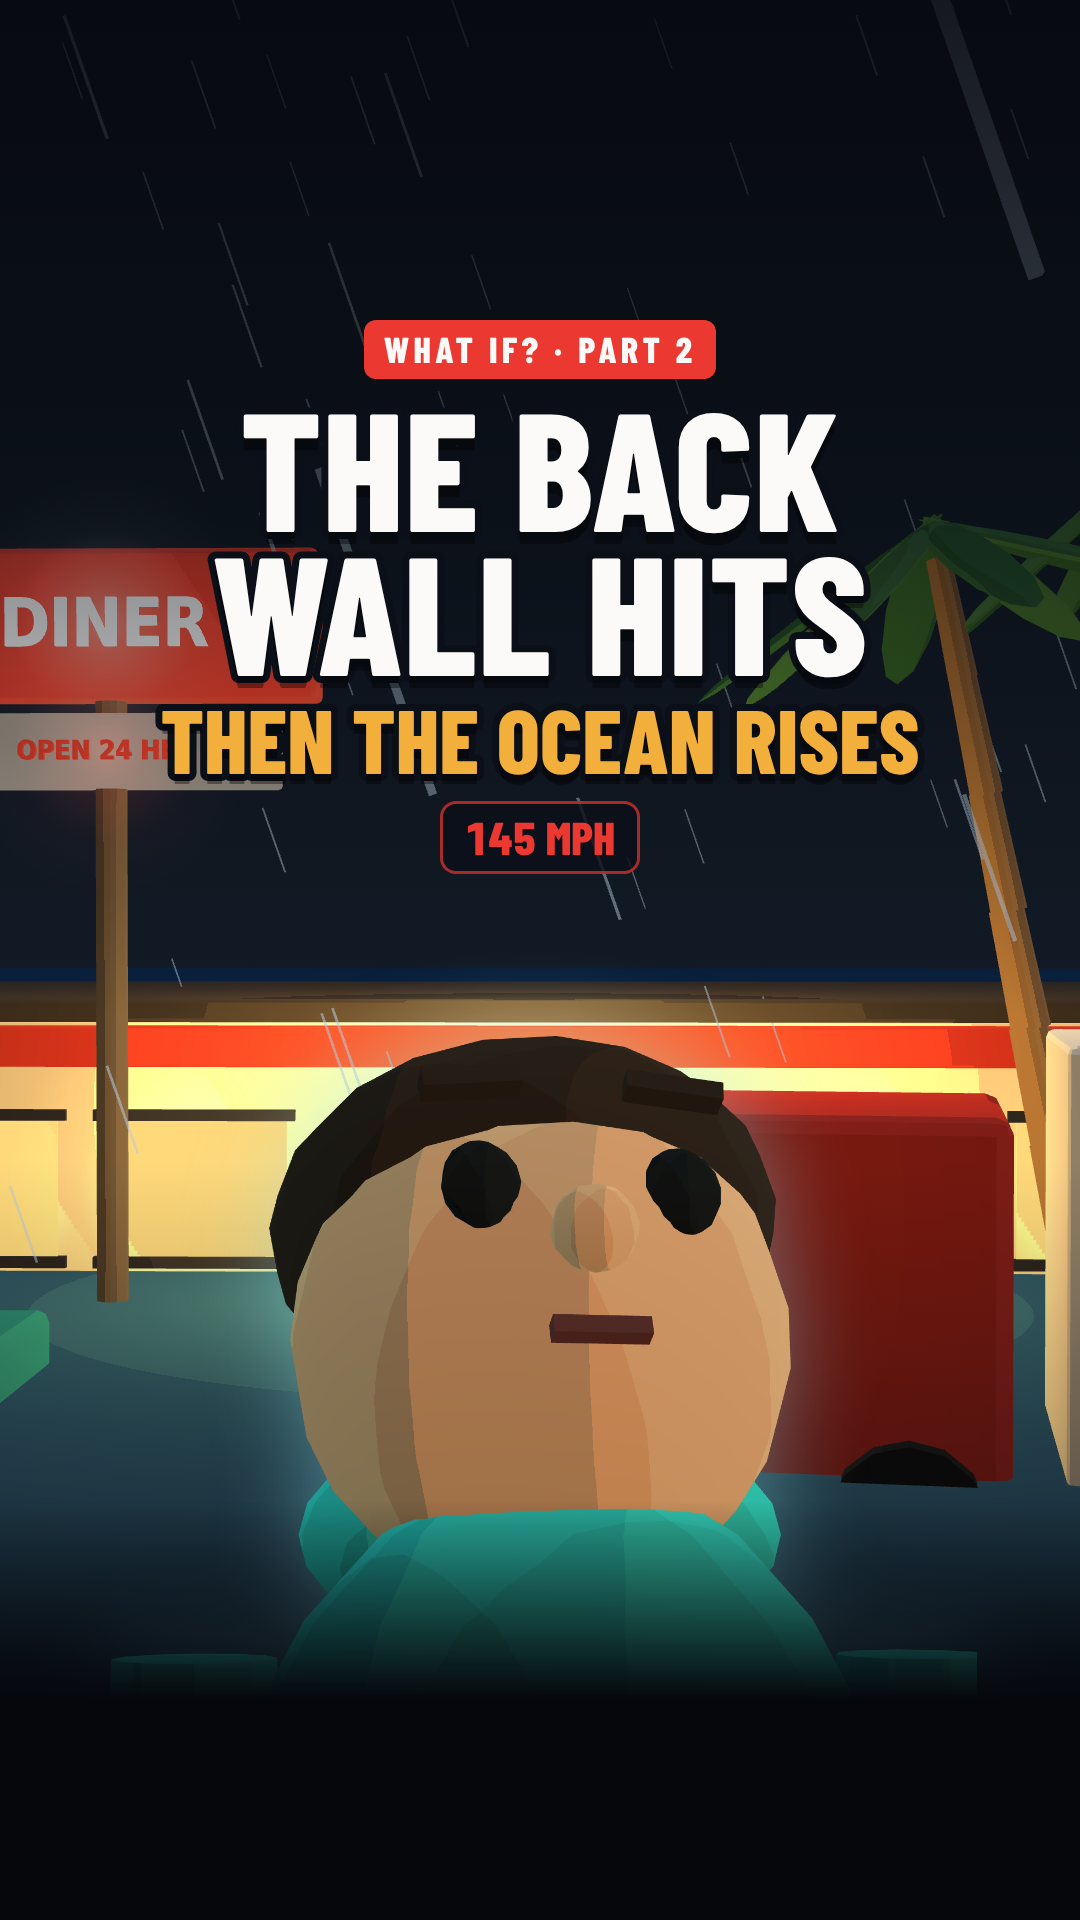 WHAT IF? · PART 2
THE BACK
WALL HITS
DINER
THEN THE OCEAN RISES
OPEN 24
145 MPH